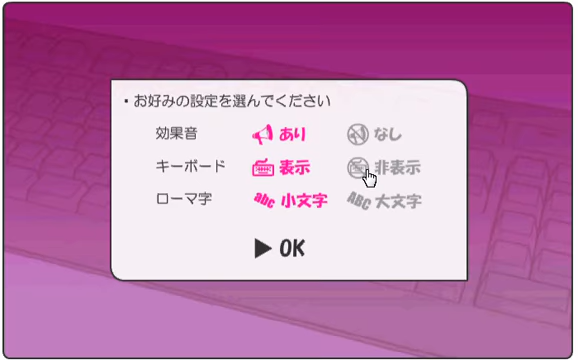 ・お好みの設定を選んでください
効果音 あり なし
キーボード 表示 非表示
ローマ字 abc 小文字 ABC 大文字
▶ OK